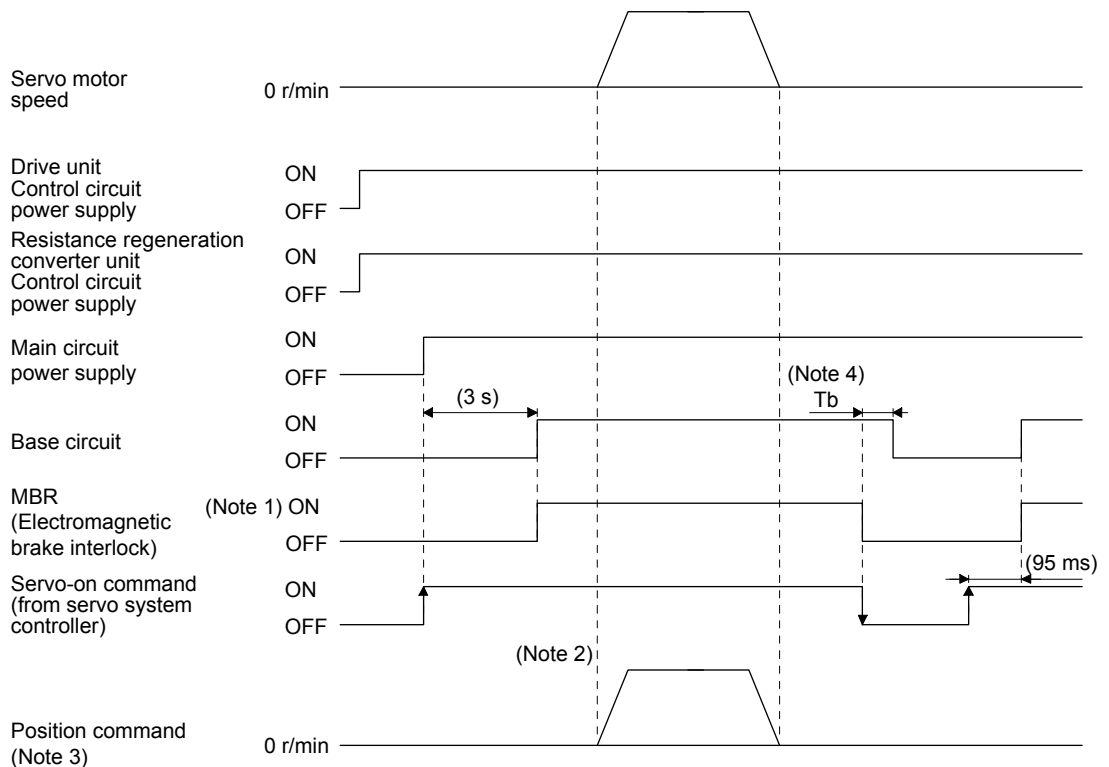 Servo motor
speed
0 r/min
Drive unit
Control circuit
power supply
ON
OFF
Resistance regeneration
converter unit
Control circuit
power supply
ON
OFF
Main circuit
power supply
ON
OFF
(3 s)
(Note 4)
Tb
Base circuit
ON
OFF
MBR
(Electromagnetic
brake interlock)
(Note 1) ON
OFF
(95 ms)
Servo-on command
(from servo system
controller)
ON
OFF
(Note 2)
Position command
(Note 3)
0 r/min